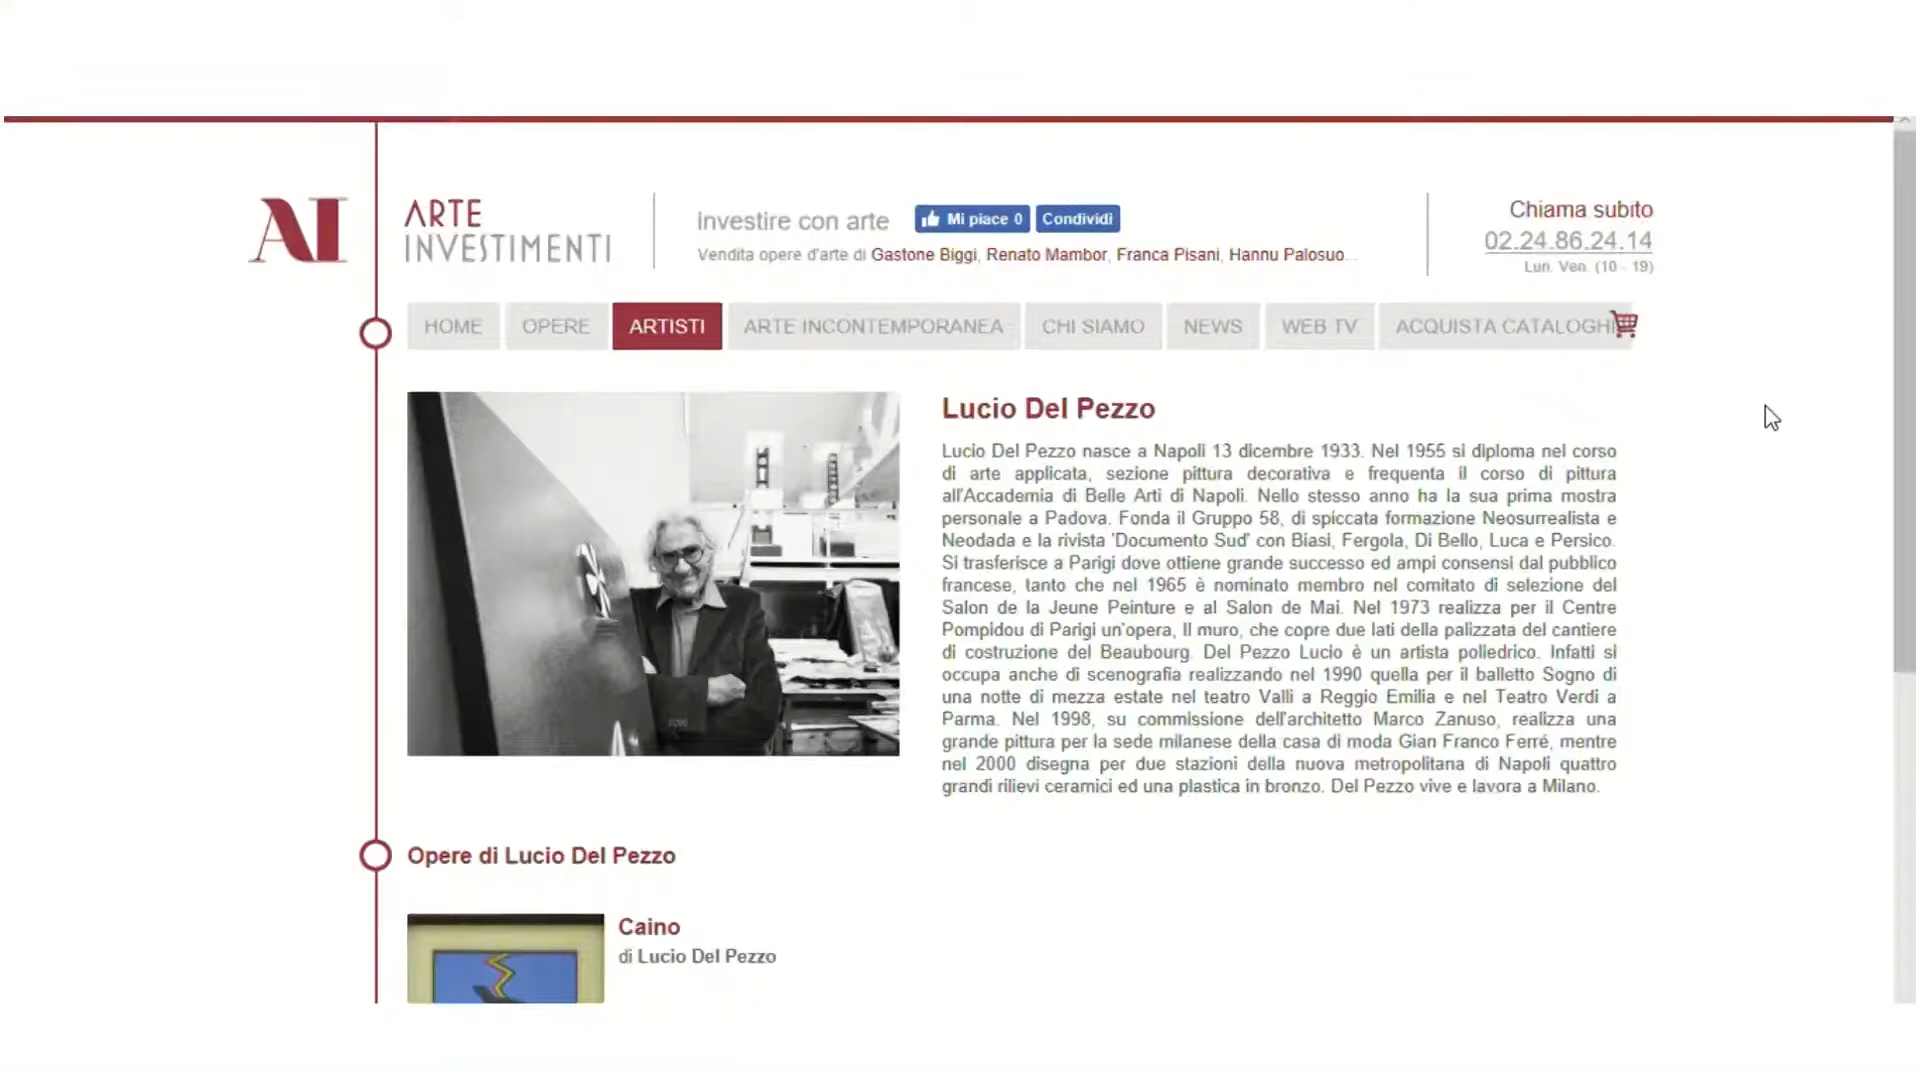 AI
ARTE
INVESTIMENTI
investire con arte
Mi piace 0
Condividi
Vendita opere d'arte di Gastone Biggi, Renato Mambor, Franca Pisani, Hannu Palosuo...
Chiama subito
02.24.86.24.14
Lun. Ven. (10 - 19)
HOME
OPERE
ARTISTI
ARTE INCONTEMPORANEA
CHI SIAMO
NEWS
WEB TV
ACQUISTA CATALOGHI
Lucio Del Pezzo
Lucio Del Pezzo nasce a Napoli 13 dicembre 1933. Nel 1955 si diploma nel corso
di arte applicata, sezione pittura decorativa e frequenta il corso di pittura
all'Accademia di Belle Arti di Napoli. Nello stesso anno ha la sua prima mostra
personale a Padova. Fonda il Gruppo 58, di spiccata formazione Neosurrealista e
Neodada e la rivista 'Documento Sud' con Biasi, Fergola, Di Bello, Luca e Persico.
Si trasferisce a Parigi dove ottiene grande successo ed ampi consensi dal pubblico
francese, tanto che nel 1965 è nominato membro nel comitato di selezione del
Salon de la Jeune Peinture e al Salon de Mai. Nel 1973 realizza per il Centre
Pompidou di Parigi un'opera, Il muro, che copre due lati della palizzata del cantiere
di costruzione del Beaubourg. Del Pezzo Lucio è un artista poliedrico. Infatti si
occupa anche di scenografia realizzando nel 1990 quella per il balletto Sogno di
una notte di mezza estate nel teatro Valli a Reggio Emilia e nel Teatro Verdi a
Parma. Nel 1998, su commissione dell'architetto Marco Zanuso, realizza una
grande pittura per la sede milanese della casa di moda Gian Franco Ferré, mentre
nel 2000 disegna per due stazioni della nuova metropolitana di Napoli quattro
grandi rilievi ceramici ed una plastica in bronzo. Del Pezzo vive e lavora a Milano.
Opere di Lucio Del Pezzo
Caino
di Lucio Del Pezzo